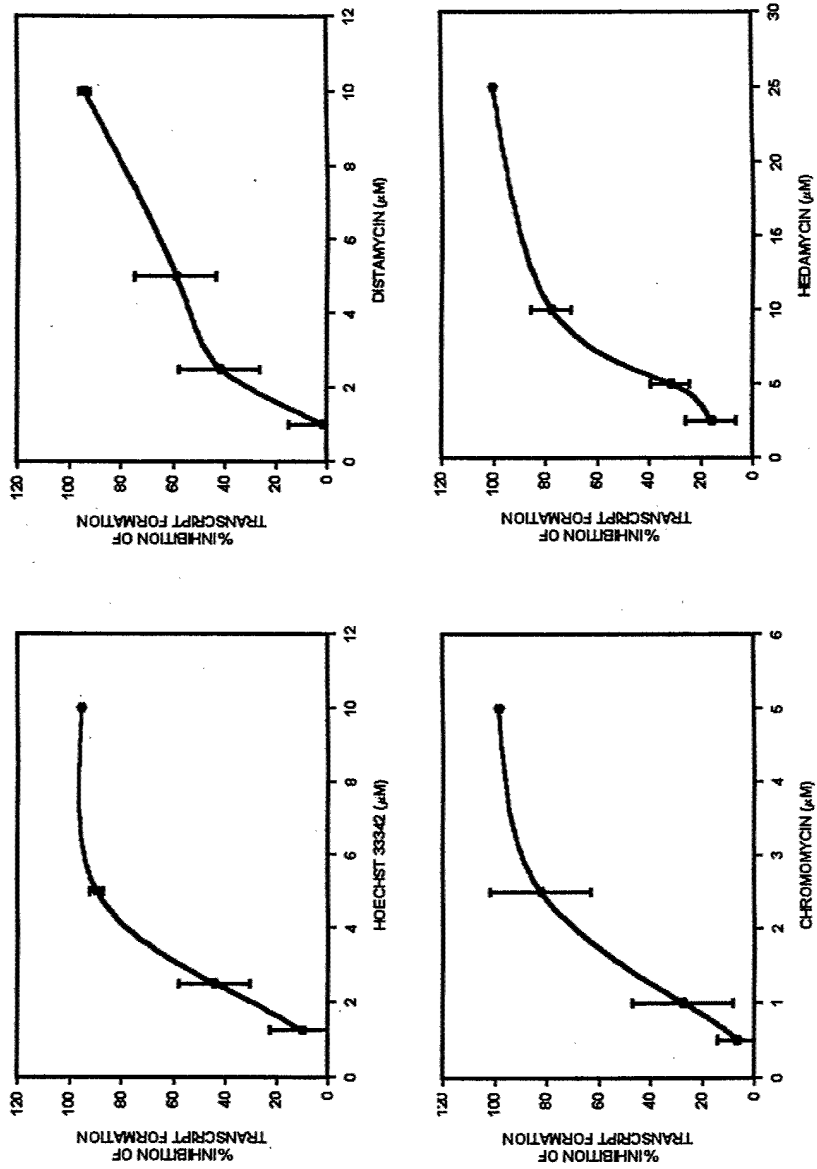 %INHIBITION OF
TRANSCRIPT FORMATION
120
100
80
60
40
20
0
0 2 4 6 8 10 12
HOECHST 33342 (µM)
%INHIBITION OF
TRANSCRIPT FORMATION
120
100
80
60
40
20
0
0 2 4 6 8 10 12
DISTAMYCIN (µM)
%INHIBITION OF
TRANSCRIPT FORMATION
120
100
80
60
40
20
0
0 1 2 3 4 5 6
CHROMOMYCIN (µM)
%INHIBITION OF
TRANSCRIPT FORMATION
120
100
80
60
40
20
0
0 5 10 15 20 25 30
HEDAMYCIN (µM)